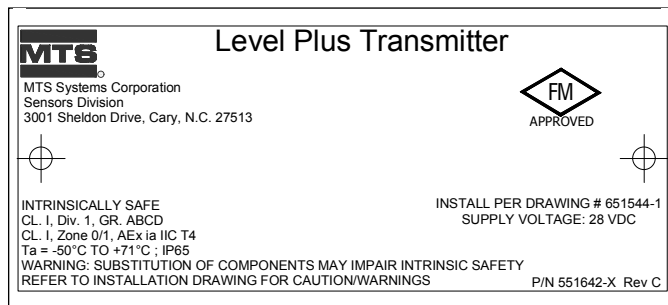 MTS
Level Plus Transmitter
MTS Systems Corporation
Sensors Division
3001 Sheldon Drive, Cary, N.C. 27513
FM
APPROVED
INTRINSICALLY SAFE
CL. I, Div. 1, GR. ABCD
CL. I, Zone 0/1, AEx ia IIC T4
Ta = -50°C TO +71°C ; IP65
WARNING: SUBSTITUTION OF COMPONENTS MAY IMPAIR INTRINSIC SAFETY
REFER TO INSTALLATION DRAWING FOR CAUTION/WARNINGS
INSTALL PER DRAWING # 651544-1
SUPPLY VOLTAGE: 28 VDC
P/N 551642-X Rev C